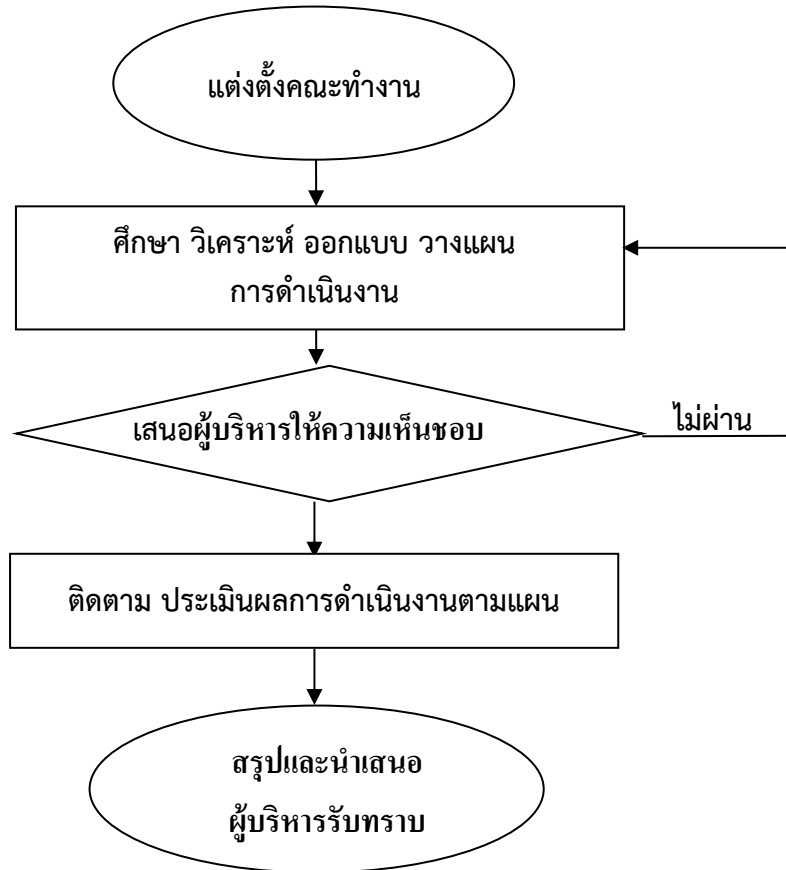 แต่งตั้งคณะทำงาน
ศึกษา วิเคราะห์ ออกแบบ วางแผน
การดำเนินงาน
เสนอผู้บริหารให้ความเห็นชอบ
ไม่ผ่าน
ติดตาม ประเมินผลการดำเนินงานตามแผน
สรุปและนำเสนอ
ผู้บริหารรับทราบ